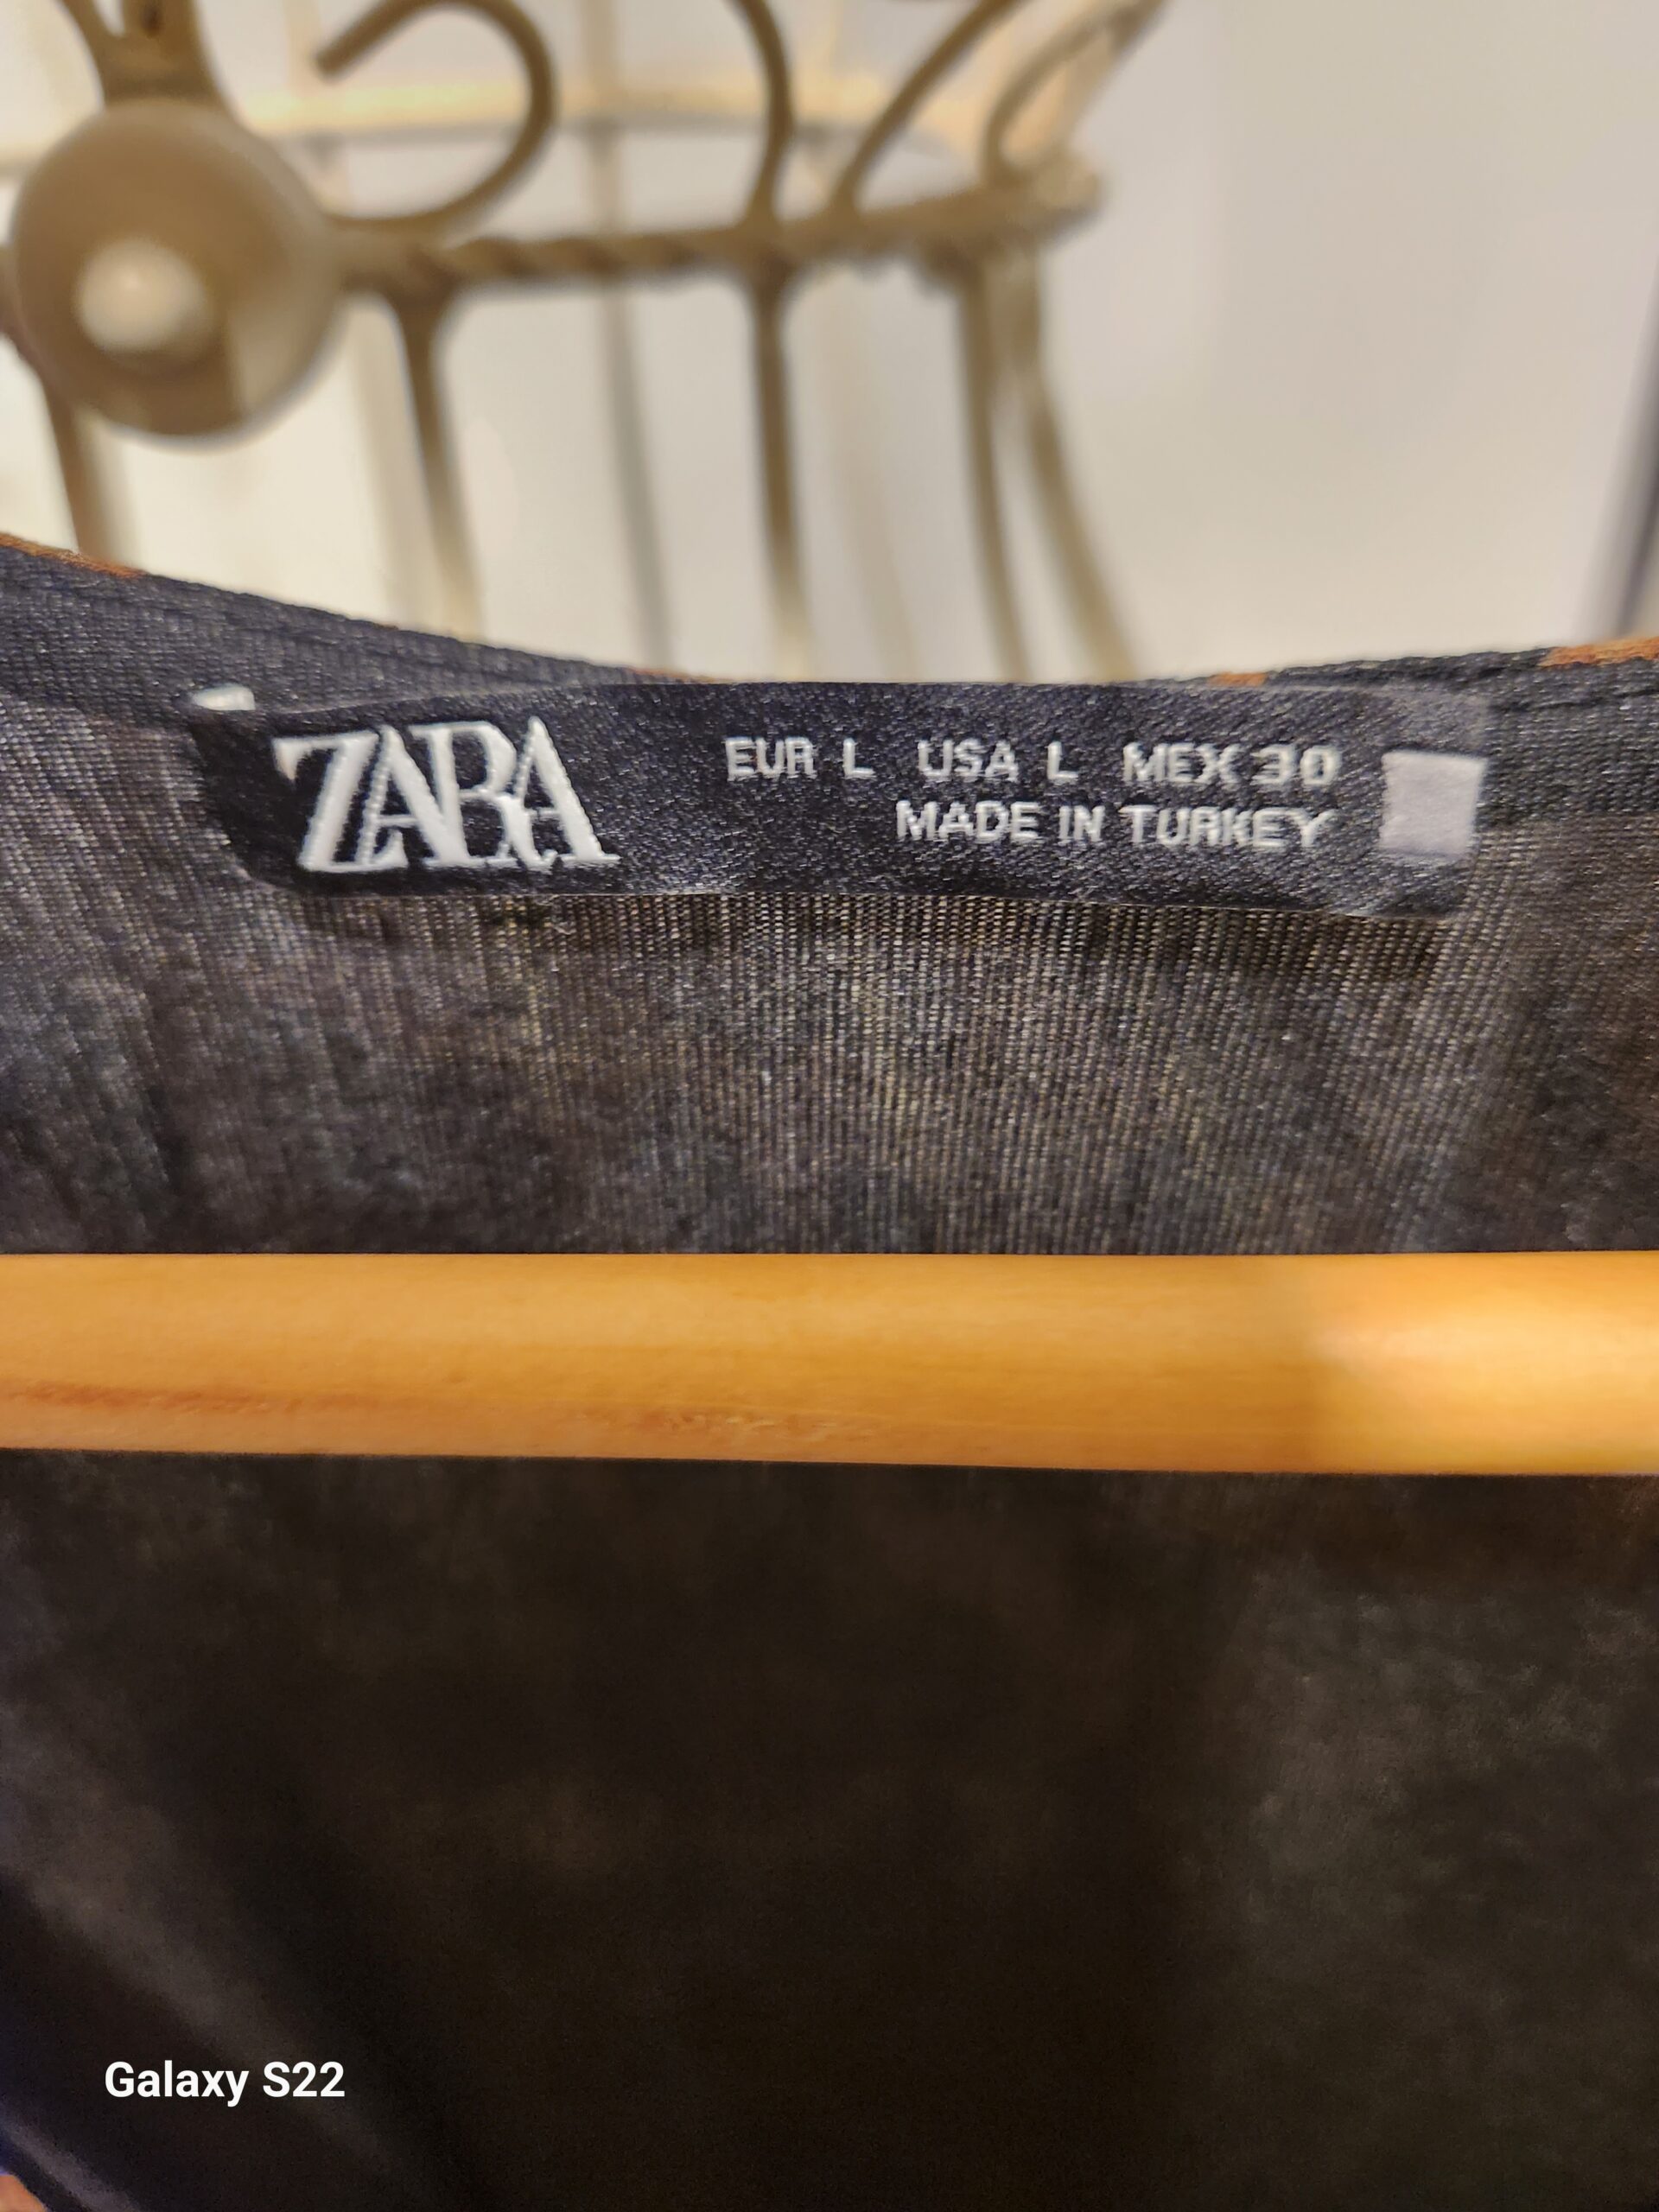 ZARA
EUR L USA L MEX 30
MADE IN TURKEY
Galaxy S22